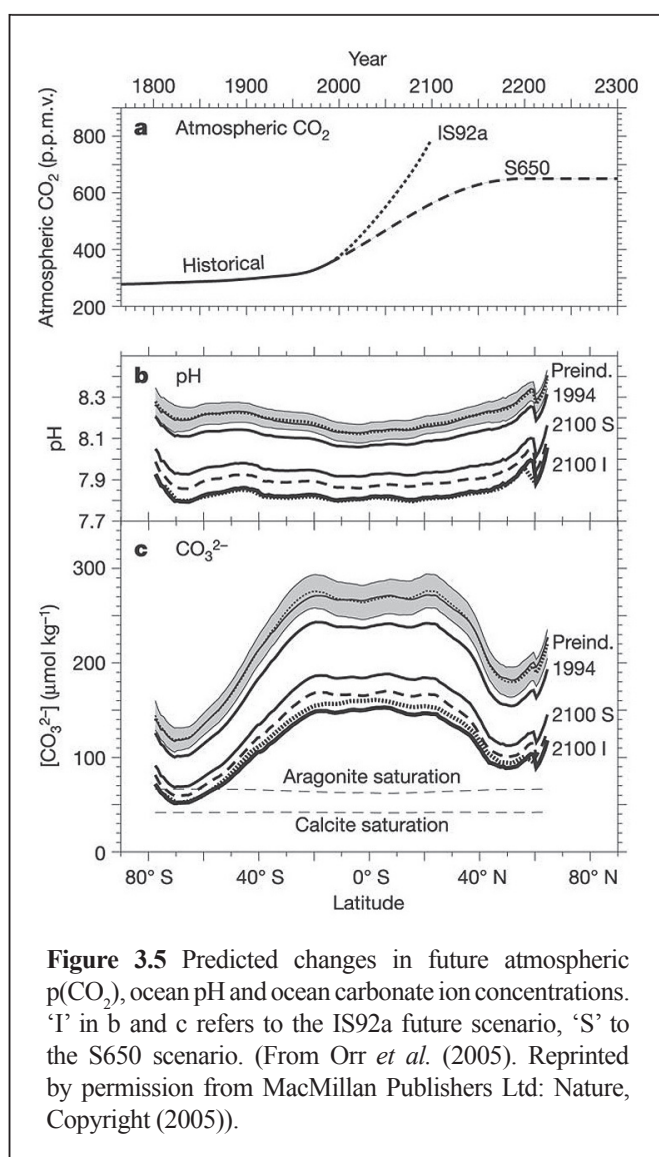 Year
1800 1900 2000 2100 2200 2300
Atmospheric CO₂ (p.p.m.v.)
a Atmospheric CO₂
IS92a
S650
Historical
800
600
400
200
b pH
Preind.
1994
2100 S
2100 I
pH
8.3
8.1
7.9
7.7
c CO₃²⁻
[CO₃²⁻] (μmol kg⁻¹)
300
200
100
0
Preind.
1994
2100 S
2100 I
Aragonite saturation
Calcite saturation
80° S 40° S 0° S 40° N 80° N
Latitude
Figure 3.5 Predicted changes in future atmospheric
p(CO₂), ocean pH and ocean carbonate ion concentrations.
‘I’ in b and c refers to the IS92a future scenario, ‘S’ to
the S650 scenario. (From Orr et al. (2005). Reprinted
by permission from MacMillan Publishers Ltd: Nature,
Copyright (2005)).